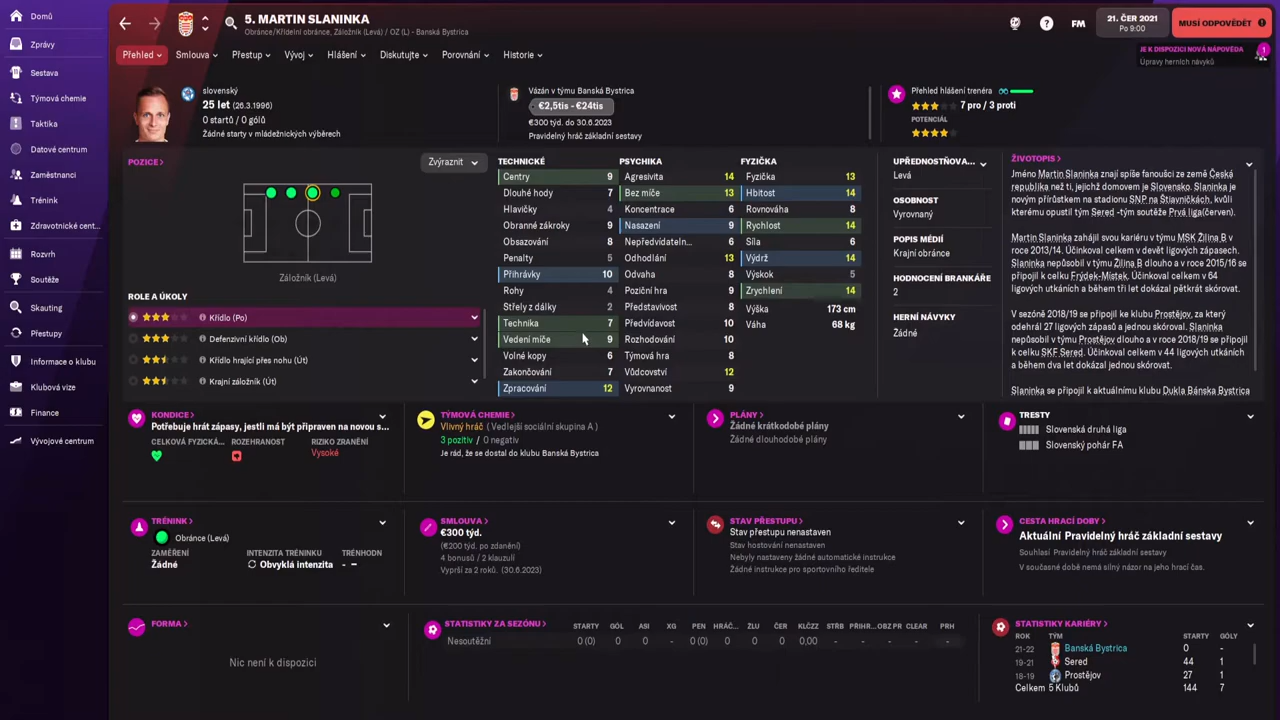 Domů
Zprávy
Sestava
Týmová chemie
Taktika
Datové centrum
Zaměstnanci
Trénink
Zdravotnické cent...
Rozvrh
Soutěže
Skauting
Přestupy
Informace o klubu
Klubová vize
Finance
Vývojové centrum
5. MARTIN SLANINKA
Obránce/Křídelní obránce, Záložník (Levá) / OZ (L) - Banská Bystrica
FM
21. ČER 2021
Po 9:00
MUSÍ ODPOVĚDĚT
Přehled
Smlouva
Přestup
Vývoj
Hlášení
Diskutujte
Porovnání
Historie
JE K DISPOZICI NOVÁ NÁPOVĚDA
Úpravy herních návyků
1
slovenský
25 let (26.3.1996)
0 startů / 0 gólů
Žádné starty v mládežnických výběrech
Vázán v týmu Banská Bystrica
€2,5tis - €24tis
€300 týd. do 30.6.2023
Pravidelný hráč základní sestavy
Přehled hlášení trenéra
7 pro / 3 proti
POTENCIÁL
POZICE
Zvýraznit
Záložník (Levá)
ROLE A ÚKOLY
Křídlo (Po)
Defenzivní křídlo (Ob)
Křídlo hrající přes nohu (Út)
Krajní záložník (Út)
TECHNICKÉ
Centry 9
Dlouhé hody 7
Hlavičky 4
Obranné zákroky 9
Obsazování 8
Penalty 5
Přihrávky 10
Rohy 4
Střely z dálky 2
Technika 7
Vedení míče 9
Volné kopy 6
Zakončování 7
Zpracování 12
PSYCHIKA
Agresivita 14
Bez míče 13
Koncentrace 6
Nasazení 9
Nepředvídateln... 6
Odhodlání 13
Odvaha 8
Poziční hra 9
Představivost 8
Předvídavost 10
Rozhodování 10
Týmová hra 8
Vůdcovství 12
Vyrovnanost 9
FYZIČKA
Fyzička 13
Hbitost 14
Rovnováha 8
Rychlost 14
Síla 6
Výdrž 14
Výskok 5
Zrychlení 14
Výška 173 cm
Váha 68 kg
UPŘEDNOSTŇOVA...
Levá
OSOBNOST
Vyrovnaný
POPIS MÉDIÍ
Krajní obránce
HODNOCENÍ BRANKÁŘE
2
HERNÍ NÁVYKY
Žádné
ŽIVOTOPIS
Jméno Martin Slaninka znají spíše fanoušci ze země Česká
republika než ti, jejichž domovem je Slovensko. Slaninka je
novým přírůstkem na stadionu SNP na Štiavničkách, kvůli
kterému opustil tým Sered -tým soutěže Prvá liga(červen).
Martin Slaninka zahájil svou kariéru v týmu MSK Žilina B v
roce 2013/14. Účinkoval celkem v devět ligových zápasech.
Slaninka nepůsobil v týmu Žilina B dlouho a v roce 2015/16 se
připojil k celku Frýdek-Místek. Účinkoval celkem v 64
ligových utkáních a během tří let dokázal pětkrát skórovat.
V sezóně 2018/19 se připojil ke klubu Prostějov, za který
odehrál 27 ligových zápasů a jednou skóroval. Slaninka
nepůsobil v týmu Prostějov dlouho a v roce 2018/19 se připojil
k celku SKF Sered. Účinkoval celkem v 44 ligových utkáních
a během dvou let dokázal jednou skórovat.
Slaninka se připojil k aktuálnímu klubu Dukla Bánska Bystrica
KONDICE
Potřebuje hrát zápasy, jestli má být připraven na novou s...
CELKOVÁ FYZICKÁ...
ROZEHRANOST
RIZIKO ZRANĚNÍ
Vysoké
TÝMOVÁ CHEMIE
Vlivný hráč ( Vedlejší sociální skupina A )
3 pozitiv / 0 negativ
Je rád, že se dostal do klubu Banská Bystrica
PLÁNY
Žádné krátkodobé plány
Žádné dlouhodobé plány
TRESTY
Slovenská druhá liga
Slovenský pohár FA
TRÉNINK
Obránce (Levá)
ZAMĚŘENÍ
Žádné
INTENZITA TRÉNINKU
Obvyklá intenzita
TRÉNHODN
- -
SMLOUVA
€300 týd.
(€200 týd. po zdanění)
4 bonusů / 2 klauzulí
Vyprší za 2 roků. (30.6.2023)
STAV PŘESTUPU
Stav přestupu nenastaven
Stav hostování nenastaven
Nebyly nastaveny žádné automatické instrukce
Žádné instrukce pro sportovního ředitele
CESTA HRACÍ DOBY
Aktuální Pravidelný hráč základní sestavy
Souhlasí Pravidelný hráč základní sestavy
V současné době nemá silný názor na jeho hrací čas.
FORMA
Nic není k dispozici
STATISTIKY ZA SEZÓNU
STARTY GÓL ASI XG PEN HRÁČ... ŽLU ČER KLČZZ STŘB PŘIHR... OBZ PR CLEAR PRH
Nesoutěžní 0 (0) 0 0 - 0 (0) 0 0 0 0,00 - - - - -
STATISTIKY KARIÉRY
ROK TÝM STARTY GÓLY
21-22 Banská Bystrica 0 -
19-21 Sered 44 1
18-19 Prostějov 27 1
Celkem 5 Klubů 144 7